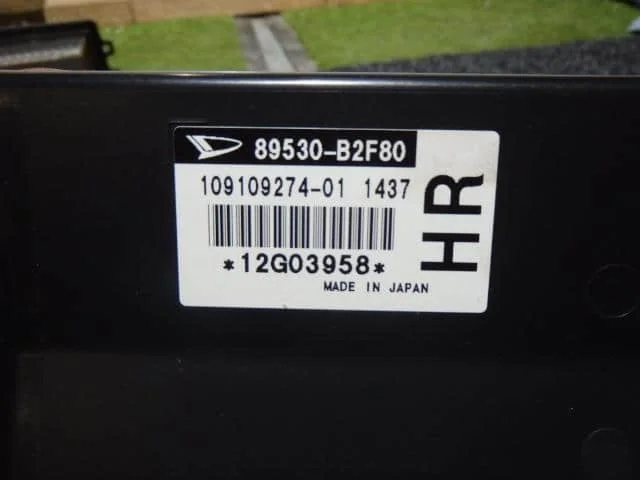 89530-B2F80
109109274-01 1437
*12G03958*
MADE IN JAPAN
HR